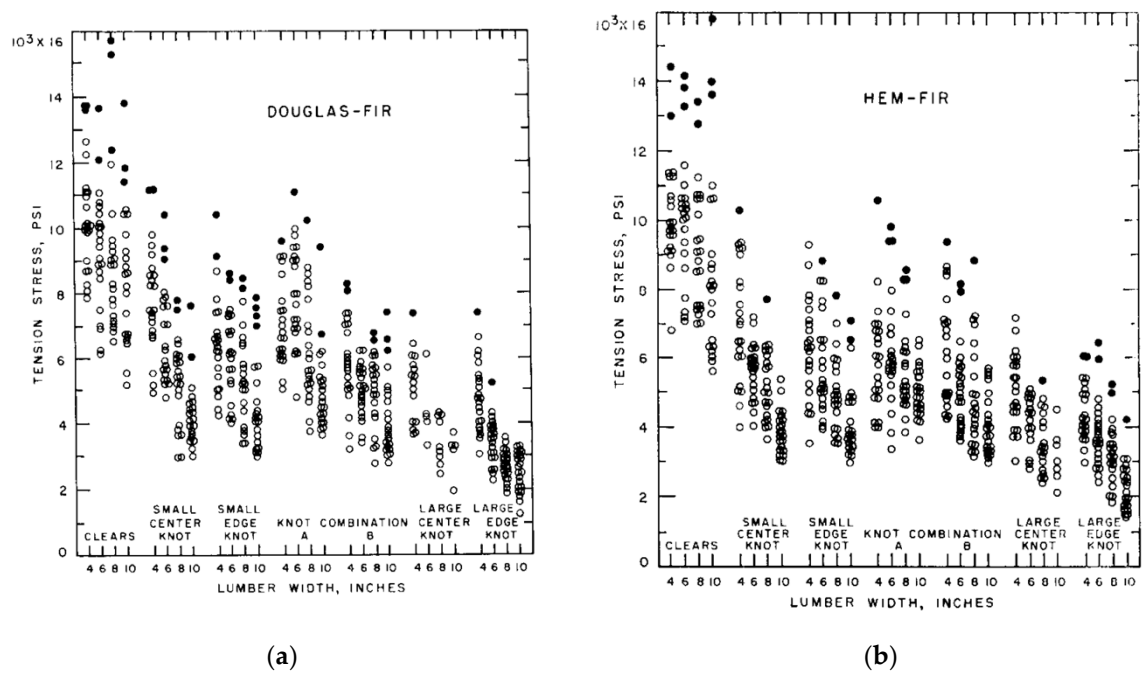 10³ X 16
14
12
10
8
6
4
2
0
TENSION STRESS, PSI
DOUGLAS-FIR
CLEARS
SMALL
CENTER
KNOT
SMALL
EDGE
KNOT
KNOT COMBINATION
A B
LARGE
CENTER
KNOT
LARGE
EDGE
KNOT
4 6 8 10 4 6 8 10 4 6 8 10 4 6 8 10 4 6 8 10 4 6 8 10 4 6 8 10
LUMBER WIDTH, INCHES
(a)
10³X16
14
12
10
8
6
4
2
0
TENSION STRESS, PSI
HEM-FIR
CLEARS
SMALL
CENTER
KNOT
SMALL
EDGE
KNOT
KNOT COMBINATION
A B
LARGE
CENTER
KNOT
LARGE
EDGE
KNOT
4 6 8 10 4 6 8 10 4 6 8 10 4 6 8 10 4 6 8 10 4 6 8 10 4 6 8 10
LUMBER WIDTH, INCHES
(b)